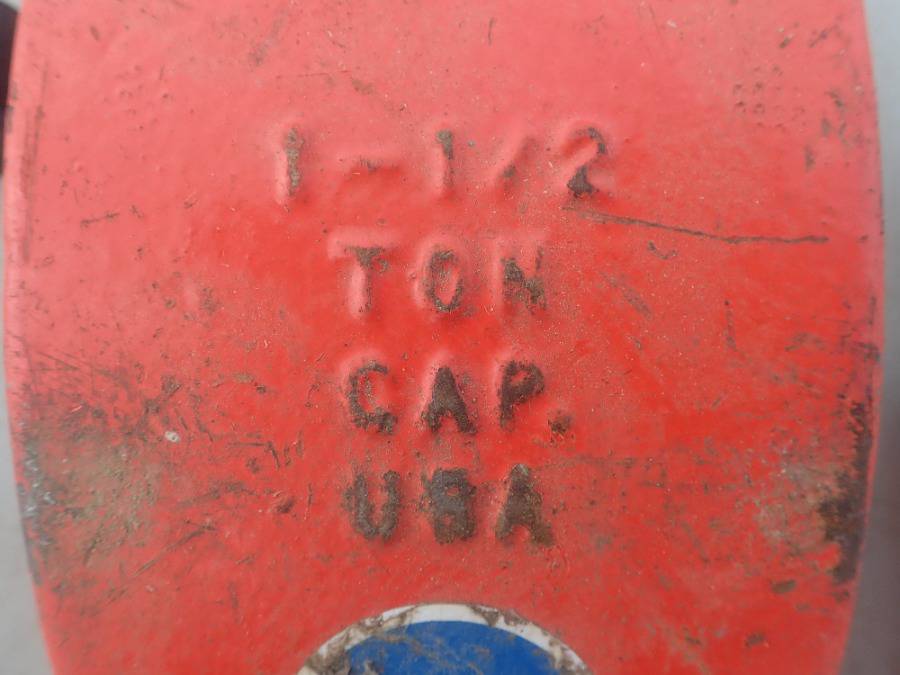 1-1/2
TON
CAP.
USA